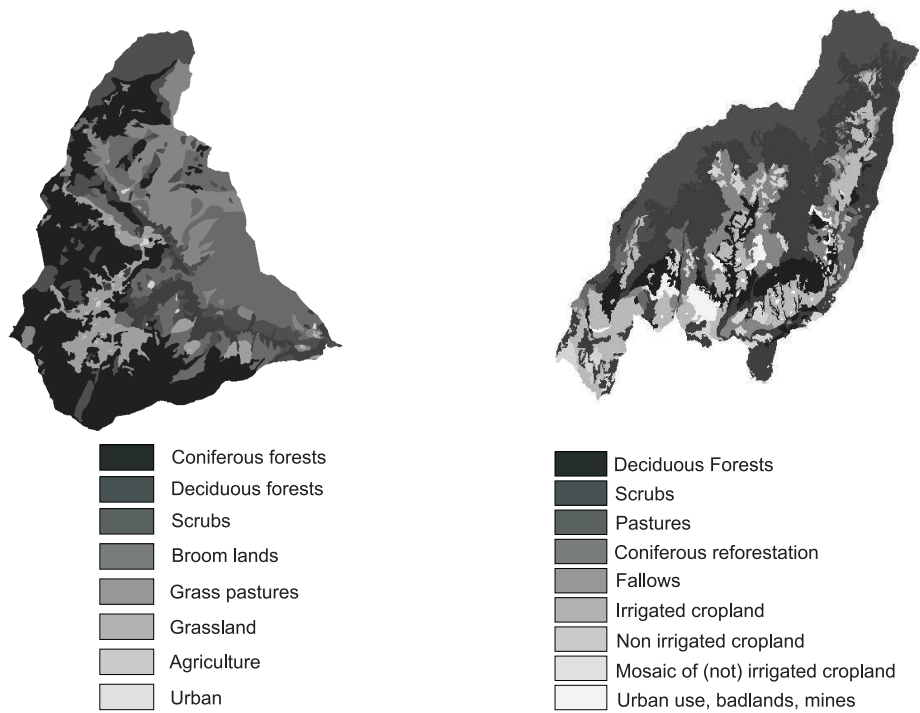 Coniferous forests
Deciduous forests
Scrubs
Broom lands
Grass pastures
Grassland
Agriculture
Urban
Deciduous Forests
Scrubs
Pastures
Coniferous reforestation
Fallows
Irrigated cropland
Non irrigated cropland
Mosaic of (not) irrigated cropland
Urban use, badlands, mines